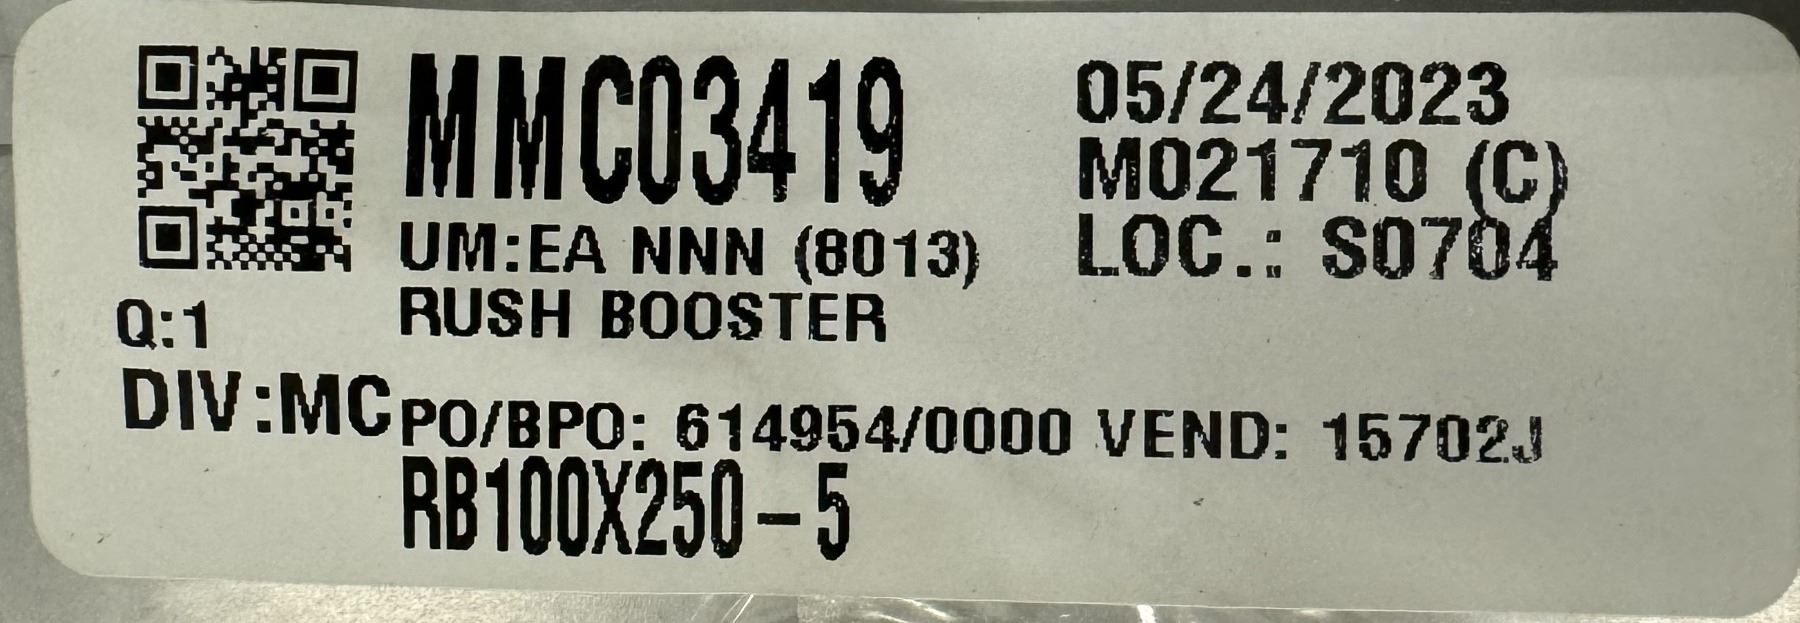 MMC03419
05/24/2023
M021710 (C)
UM:EA NNN (8013)
LOC.: S0704
Q:1
RUSH BOOSTER
DIV:MC
PO/BPO: 614954/0000 VEND: 15702J
RB100X250-5